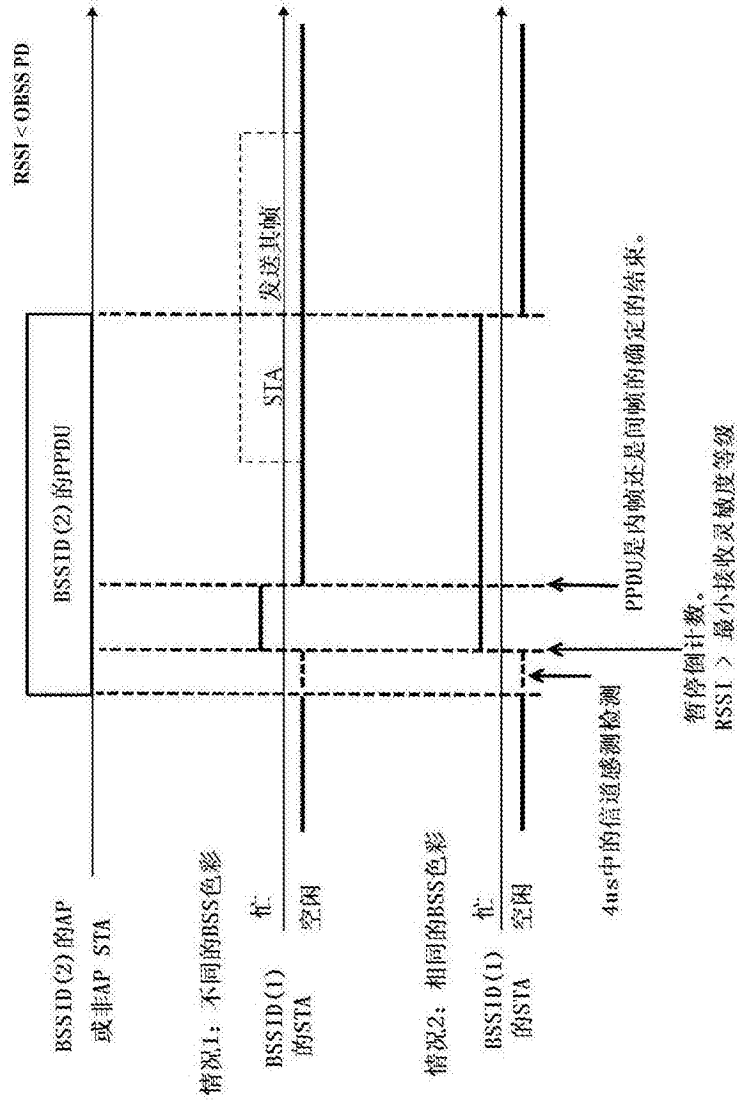 RSSI < OBSS PD
BSSID(2)的AP
或非AP STA
BSSID(2)的PPDU
情况1：不同的BSS色彩
忙
BSSID(1)
的STA
空闲
STA
发送其帧
情况2：相同的BSS色彩
忙
BSSID(1)
的STA
空闲
4us中的信道感测检测
PPDU是内帧还是间帧的确定的结束。
暂停倒计数。
RSSI > 最小接收灵敏度等级